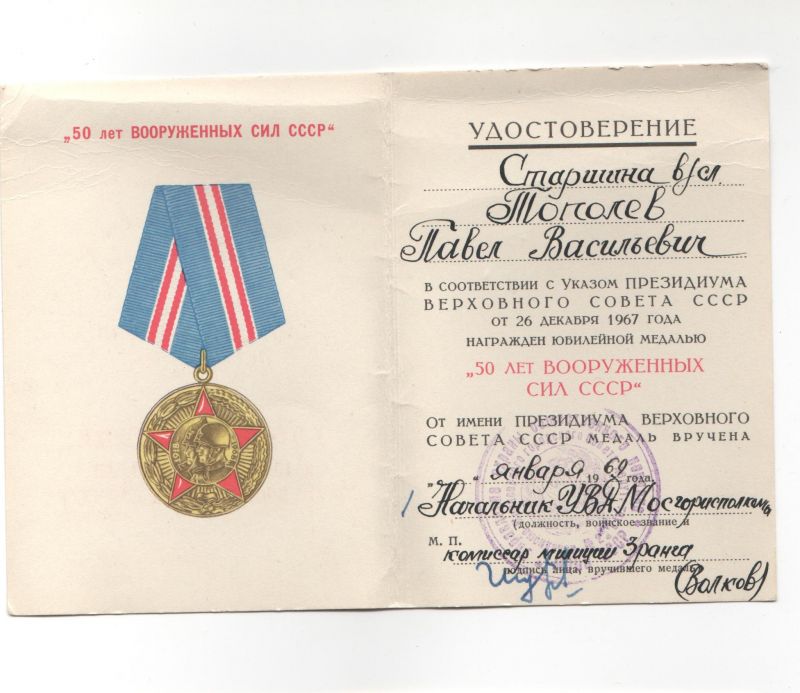 „50 лет ВООРУЖЕННЫХ СИЛ СССР“
УДОСТОВЕРЕНИЕ
Старшина в/сл.
Тополев
Павел Васильевич
В СООТВЕТСТВИИ С УКАЗОМ ПРЕЗИДИУМА
ВЕРХОВНОГО СОВЕТА СССР
ОТ 26 ДЕКАБРЯ 1967 ГОДА
НАГРАЖДЕН ЮБИЛЕЙНОЙ МЕДАЛЬЮ
„50 ЛЕТ ВООРУЖЕННЫХ
СИЛ СССР“
ОТ ИМЕНИ ПРЕЗИДИУМА ВЕРХОВНОГО
СОВЕТА СССР МЕДАЛЬ ВРУЧЕНА
„ “ января 1969 года.
Начальник УВД Мосгорисполкома
(должность, воинское звание и
М. П.
комиссар милиции 3 ранга
подпись лица, вручившего медаль)
(Волков)